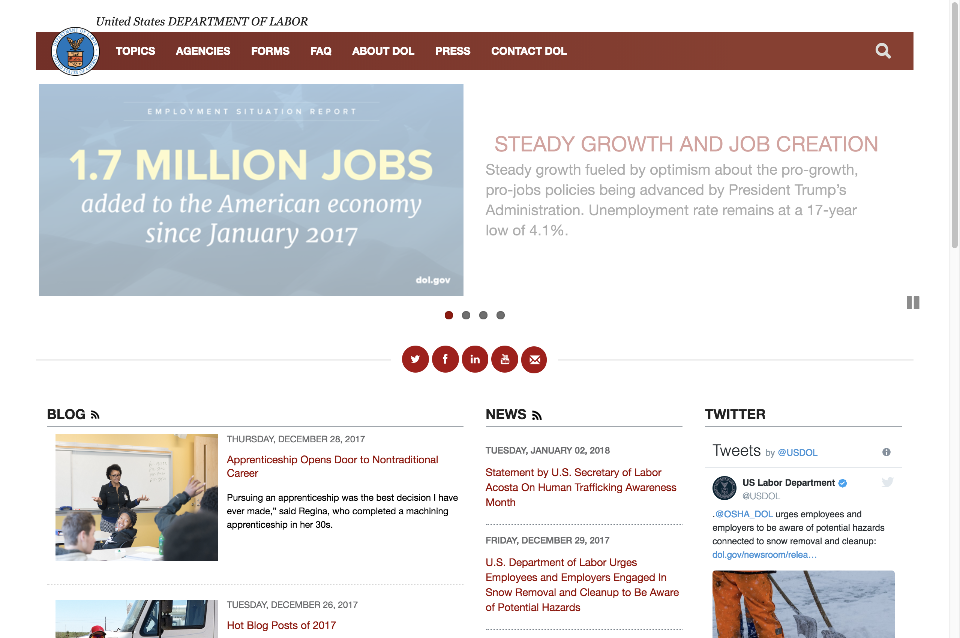 United States DEPARTMENT OF LABOR
TOPICS AGENCIES FORMS FAQ ABOUT DOL PRESS CONTACT DOL
EMPLOYMENT SITUATION REPORT
1.7 MILLION JOBS
added to the American economy
since January 2017
dol.gov
STEADY GROWTH AND JOB CREATION
Steady growth fueled by optimism about the pro-growth,
pro-jobs policies being advanced by President Trump's
Administration. Unemployment rate remains at a 17-year
low of 4.1%.
BLOG
THURSDAY, DECEMBER 28, 2017
Apprenticeship Opens Door to Nontraditional
Career
Pursuing an apprenticeship was the best decision I have
ever made," said Regina, who completed a machining
apprenticeship in her 30s.
TUESDAY, DECEMBER 26, 2017
Hot Blog Posts of 2017
NEWS
TUESDAY, JANUARY 02, 2018
Statement by U.S. Secretary of Labor
Acosta On Human Trafficking Awareness
Month
FRIDAY, DECEMBER 29, 2017
U.S. Department of Labor Urges
Employees and Employers Engaged In
Snow Removal and Cleanup to Be Aware
of Potential Hazards
TWITTER
Tweets by @USDOL
US Labor Department
@USDOL
.@OSHA_DOL urges employees and
employers to be aware of potential hazards
connected to snow removal and cleanup:
dol.gov/newsroom/relea…